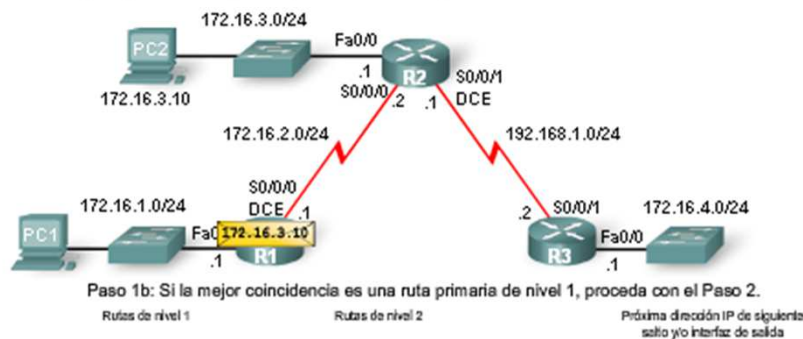 172.16.3.0/24
Fa0/0
PC2
.1
R2
S0/0/1
172.16.3.10
S0/0/0
.2
.1
DCE
172.16.2.0/24
192.168.1.0/24
S0/0/0
172.16.1.0/24
DCE
.1
.2
S0/0/1
172.16.4.0/24
PC1
Fa0
172.16.3.10
Fa0/0
.1
R1
R3
.1
Paso 1b: Si la mejor coincidencia es una ruta primaria de nivel 1, proceda con el Paso 2.
Rutas de nivel 1
Rutas de nivel 2
Próxima dirección IP de siguiente
salto y/o interfaz de salida